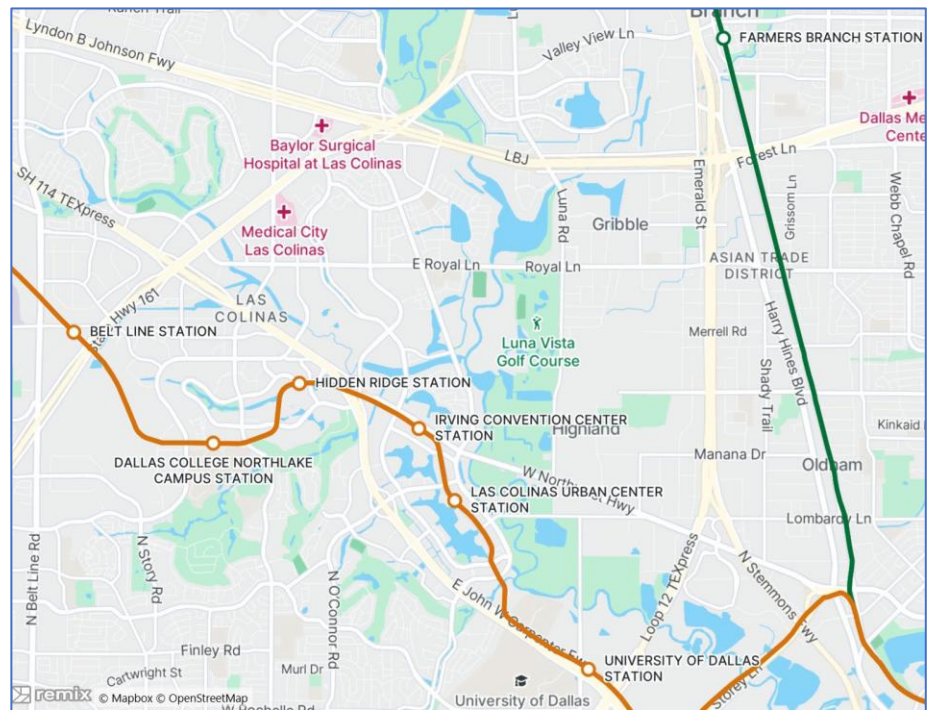 Branch
Lyndon B Johnson Fwy
Valley View Ln
FARMERS BRANCH STATION
Baylor Surgical
Hospital at Las Colinas
Dallas Me
Cente
LBJ
Forest Ln
Emerald St
SH 114 TEXpress
Luna Rd
Grissom Ln
Webb Chapel Rd
Medical City
Las Colinas
Gribble
E Royal Ln
Royal Ln
ASIAN TRADE
DISTRICT
State Hwy 161
LAS
COLINAS
BELT LINE STATION
Luna Vista
Golf Course
Merrell Rd
Harry Hines Blvd
Shady Trail
HIDDEN RIDGE STATION
IRVING CONVENTION CENTER
STATION
Highland
Kinkaid
Manana Dr
Oldham
DALLAS COLLEGE NORTHLAKE
CAMPUS STATION
LAS COLINAS URBAN CENTER
STATION
Lombardy Ln
N Belt Line Rd
N Story Rd
N O'Connor Rd
E John W Carpenter Fwy
Loop 12 TEXpress
N Stemmons Fwy
Finley Rd
Cartwright St
Murl Dr
UNIVERSITY OF DALLAS
STATION
Storey Ln
University of Dallas
remix © Mapbox © OpenStreetMap